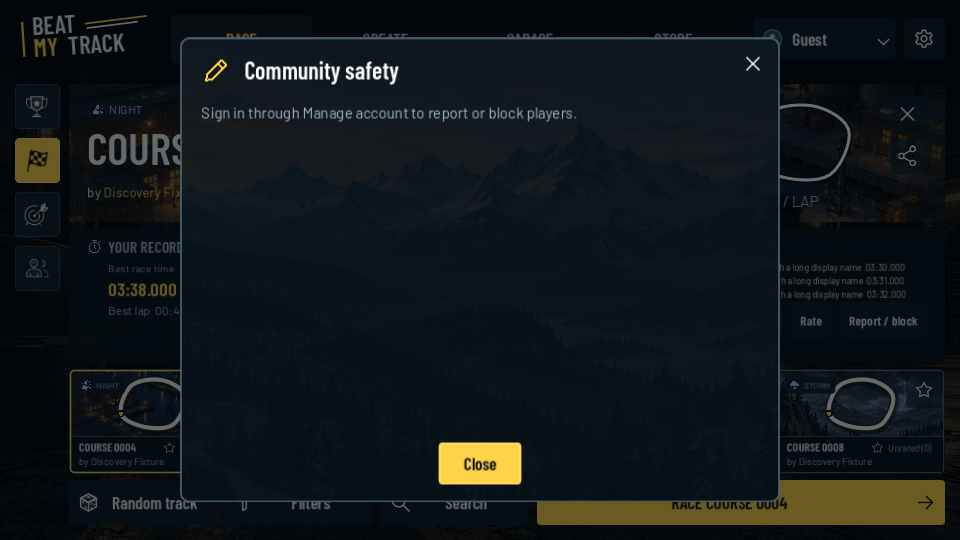 BEAT
MY TRACK
RACE
CREATE
GARAGE
STORE
Guest
Community safety
Sign in through Manage account to report or block players.
NIGHT
COURS
by Discovery Fix
/ LAP
YOUR RECORD
Best race time
03:38.000
Best lap 00:4
h a long display name 03:30.000
h a long display name 03:31.000
h a long display name 03:32.000
Rate
Report / block
NIGHT
COURSE 0004
by Discovery Fixture
STORM
COURSE 0008
Unrated (0)
by Discovery Fixture
Close
Random track
Filters
Search
RACE COURSE 0004